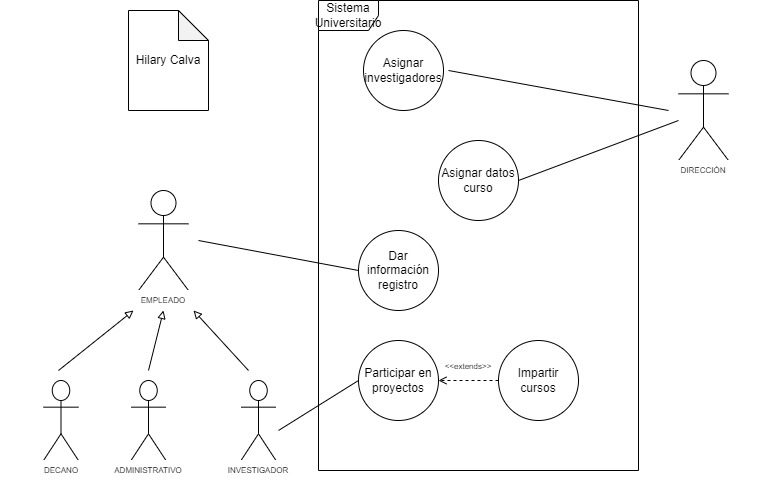 Sistema
Universitario
Hilary Calva
Asignar
investigadores
DIRECCIÓN
Asignar datos
curso
Dar
información
registro
EMPLEADO
Participar en
proyectos
<<extends>>
Impartir
cursos
DECANO
ADMINISTRATIVO
INVESTIGADOR